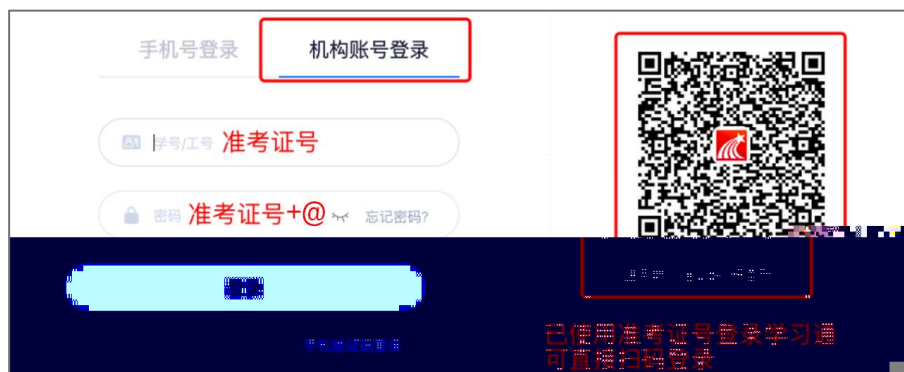 手机号登录
机构账号登录
学号/工号 准考证号
密码 准考证号+@ 忘记密码?
已使用准考证号登录学习通
可直接扫码登录